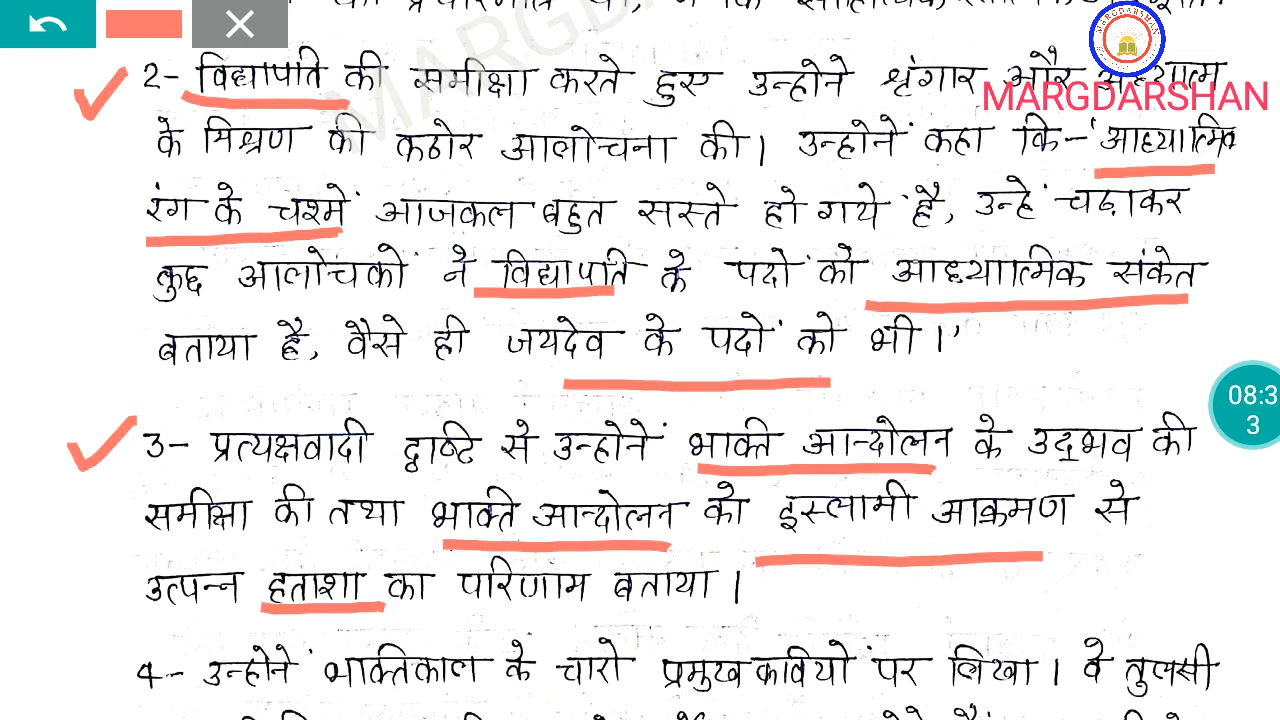 2- विद्यापति की समीक्षा करते हुए उन्होने श्रृंगार और अध्यात्म
MARGDARSHAN
के मिश्रण की कठोर आलोचना की। उन्होनें कहा कि-'आध्यात्मिक
रंग के चश्में आजकल बहुत सस्ते हो गये है, उन्हें चढ़ाकर
कुछ आलोचकों ने विद्यापति के पदों को आध्यात्मिक संकेत
बताया है, वैसे ही जयदेव के पदों को भी।'
08:3
3
3- प्रत्यक्षवादी दृष्टि से उन्होनें भक्ति आन्दोलन के उद्भव की
समीक्षा की तथा भक्ति आन्दोलन को इस्लामी आक्रमण से
उत्पन्न हताशा का परिणाम बताया।
4- उन्होनें भक्तिकाल के चारो प्रमुख कवियों पर लिखा। वे तुलसी